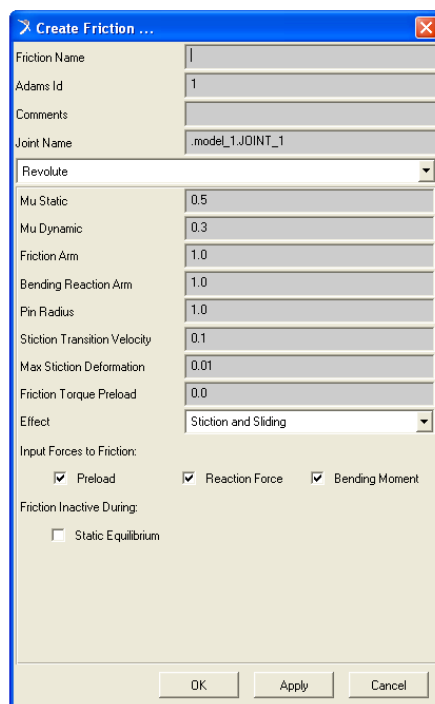 Create Friction ...
Friction Name
Adams Id 1
Comments
Joint Name .model_1.JOINT_1
Revolute
Mu Static 0.5
Mu Dynamic 0.3
Friction Arm 1.0
Bending Reaction Arm 1.0
Pin Radius 1.0
Stiction Transition Velocity 0.1
Max Stiction Deformation 0.01
Friction Torque Preload 0.0
Effect Stiction and Sliding
Input Forces to Friction:
Preload Reaction Force Bending Moment
Friction Inactive During:
Static Equilibrium
OK Apply Cancel